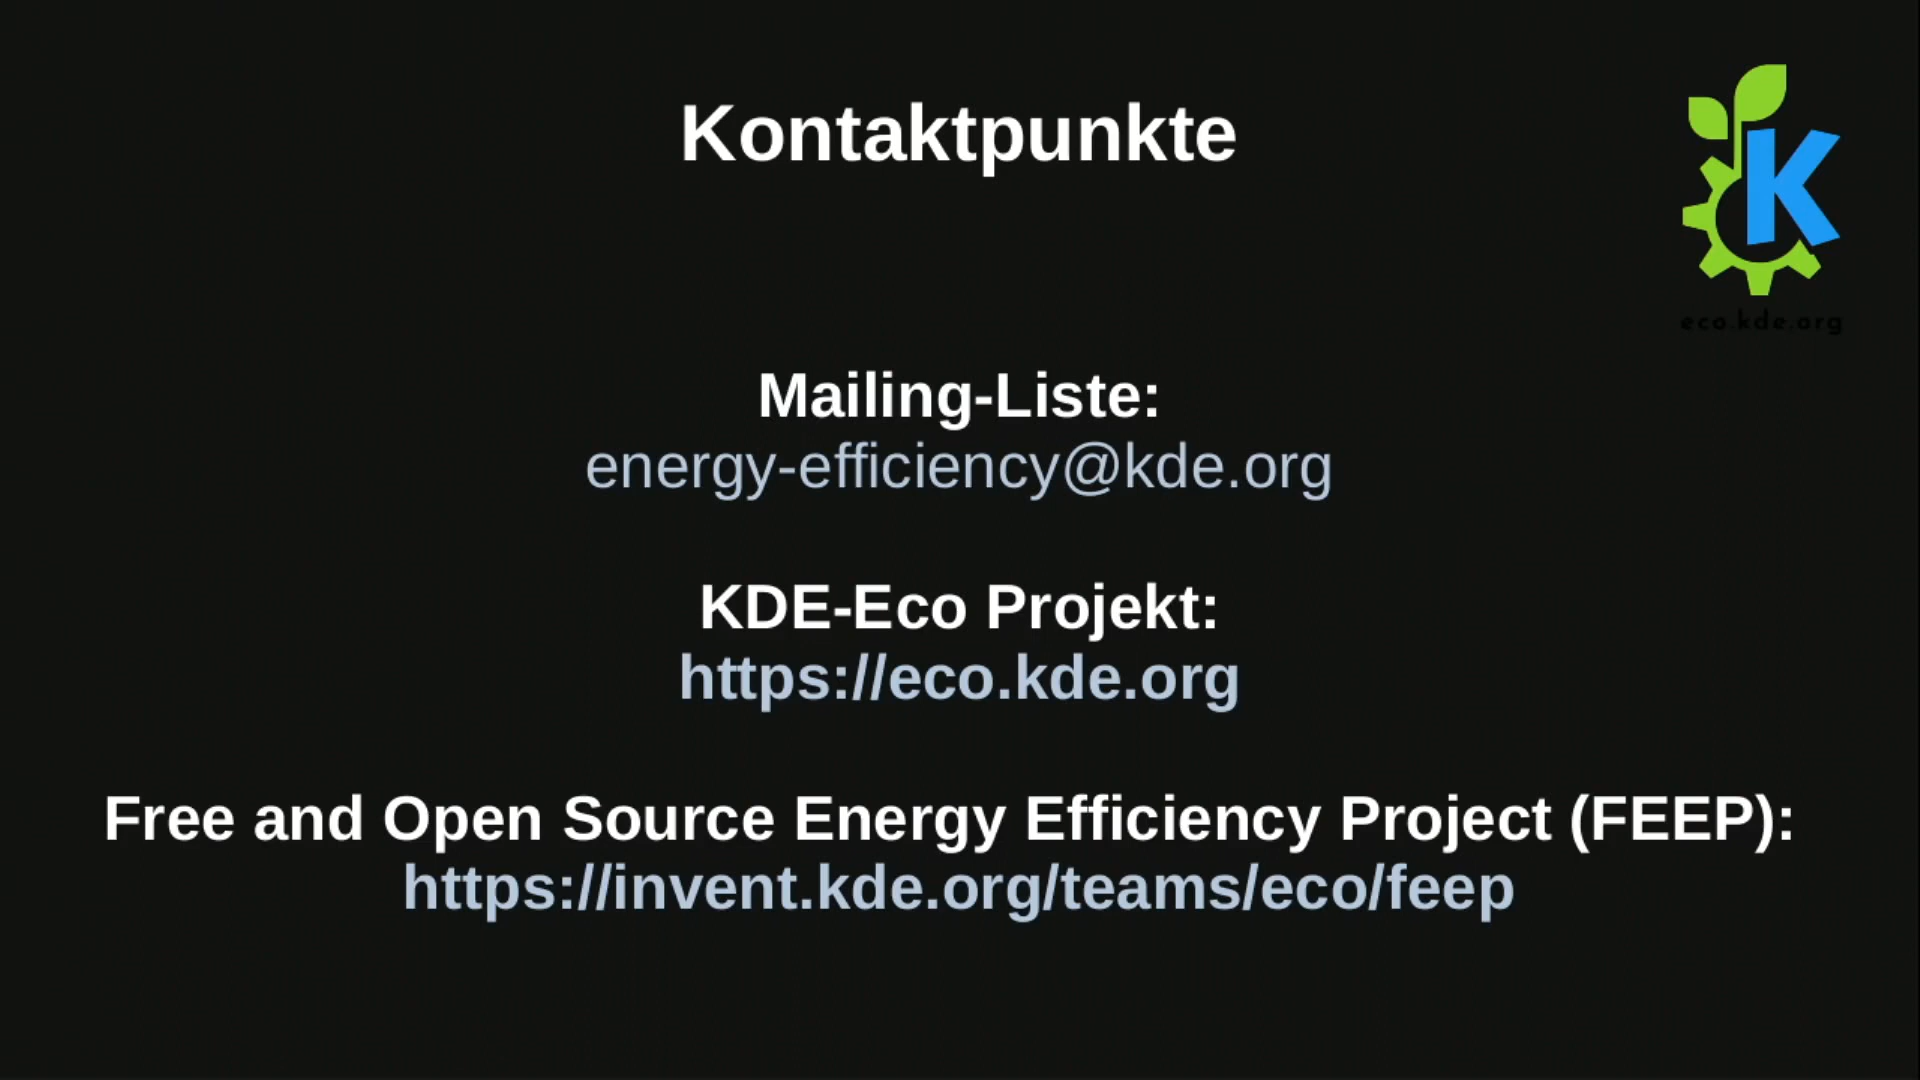 Kontaktpunkte
eco.kde.org
Mailing-Liste:
energy-efficiency@kde.org
KDE-Eco Projekt:
https://eco.kde.org
Free and Open Source Energy Efficiency Project (FEEP):
https://invent.kde.org/teams/eco/feep